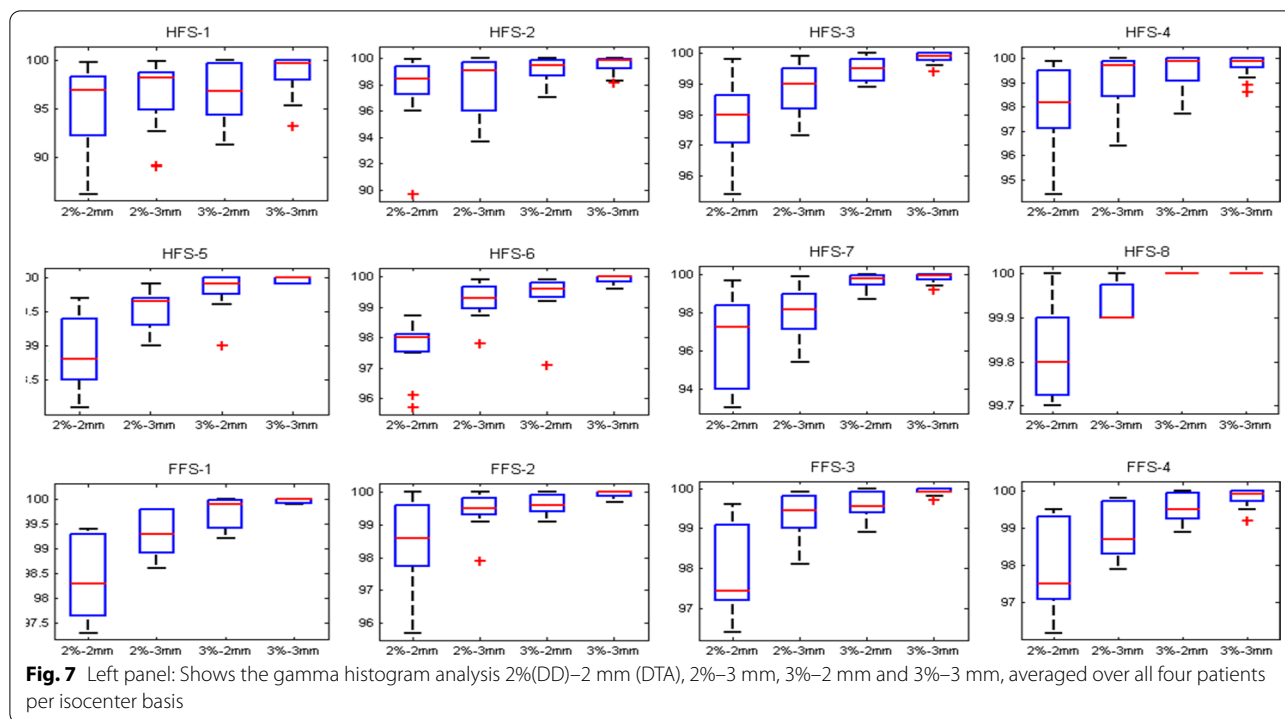 HFS-1 HFS-2 HFS-3 HFS-4
100 100 100 100
95 98 99 99
90 96 98 98
94 97 97
92 96 96
90 95
2%-2mm 2%-3mm 3%-2mm 3%-3mm 2%-2mm 2%-3mm 3%-2mm 3%-3mm 2%-2mm 2%-3mm 3%-2mm 3%-3mm 2%-2mm 2%-3mm 3%-2mm 3%-3mm
HFS-5 HFS-6 HFS-7 HFS-8
00 100 100 100
.5 99 98 99.9
39 98 96 99.8
.5 97 94 99.7
96
2%-2mm 2%-3mm 3%-2mm 3%-3mm 2%-2mm 2%-3mm 3%-2mm 3%-3mm 2%-2mm 2%-3mm 3%-2mm 3%-3mm 2%-2mm 2%-3mm 3%-2mm 3%-3mm
FFS-1 FFS-2 FFS-3 FFS-4
100 100 100 100
99.5 99 99 99
99 98 98 98
98.5 97 97 97
98 96
37.5
2%-2mm 2%-3mm 3%-2mm 3%-3mm 2%-2mm 2%-3mm 3%-2mm 3%-3mm 2%-2mm 2%-3mm 3%-2mm 3%-3mm 2%-2mm 2%-3mm 3%-2mm 3%-3mm
Fig. 7 Left panel: Shows the gamma histogram analysis 2%(DD)–2 mm (DTA), 2%–3 mm, 3%–2 mm and 3%–3 mm, averaged over all four patients
per isocenter basis